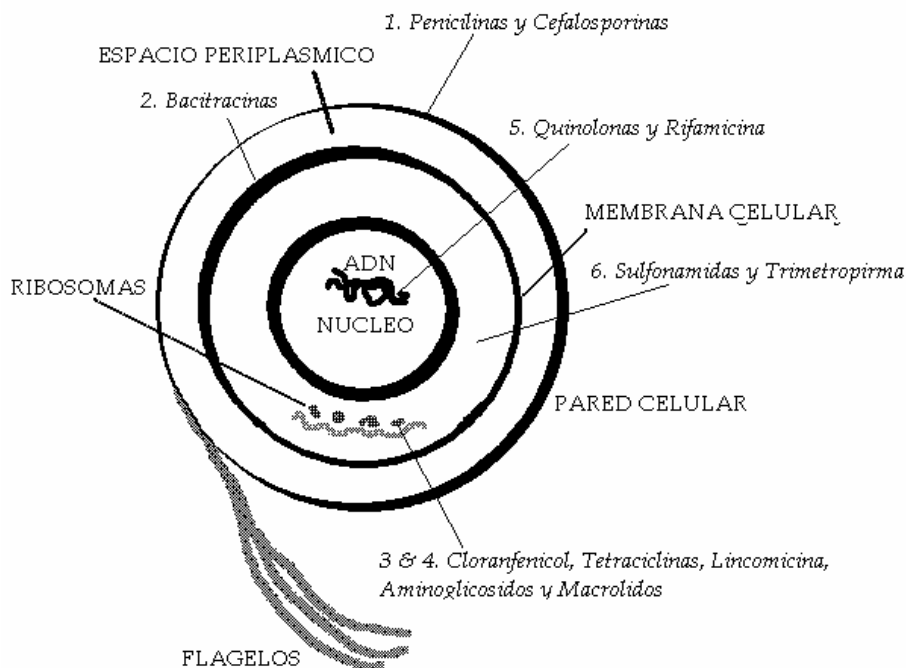 1. Penicilinas y Cefalosporinas
ESPACIO PERIPLASMICO
2. Bacitracinas
5. Quinolonas y Rifamicina
MEMBRANA CELULAR
ADN
6. Sulfonamidas y Trimetropirma
RIBOSOMAS
NUCLEO
PARED CELULAR
3 & 4. Cloranfenicol, Tetraciclinas, Lincomicina,
Aminoglicosidos y Macrolidos
FLAGELOS